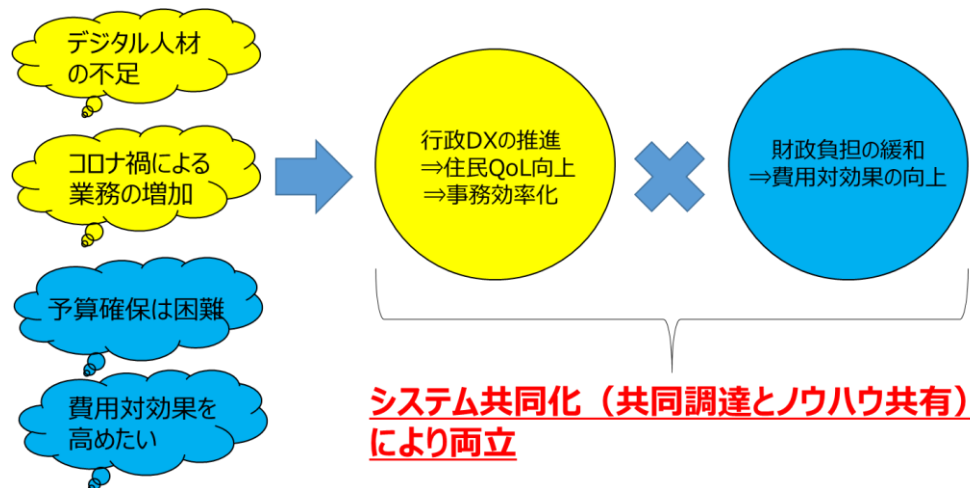 デジタル人材
の不足
コロナ禍による
業務の増加
予算確保は困難
費用対効果を
高めたい
行政DXの推進
⇒住民QoL向上
⇒事務効率化
財政負担の緩和
⇒費用対効果の向上
システム共同化（共同調達とノウハウ共有）
により両立